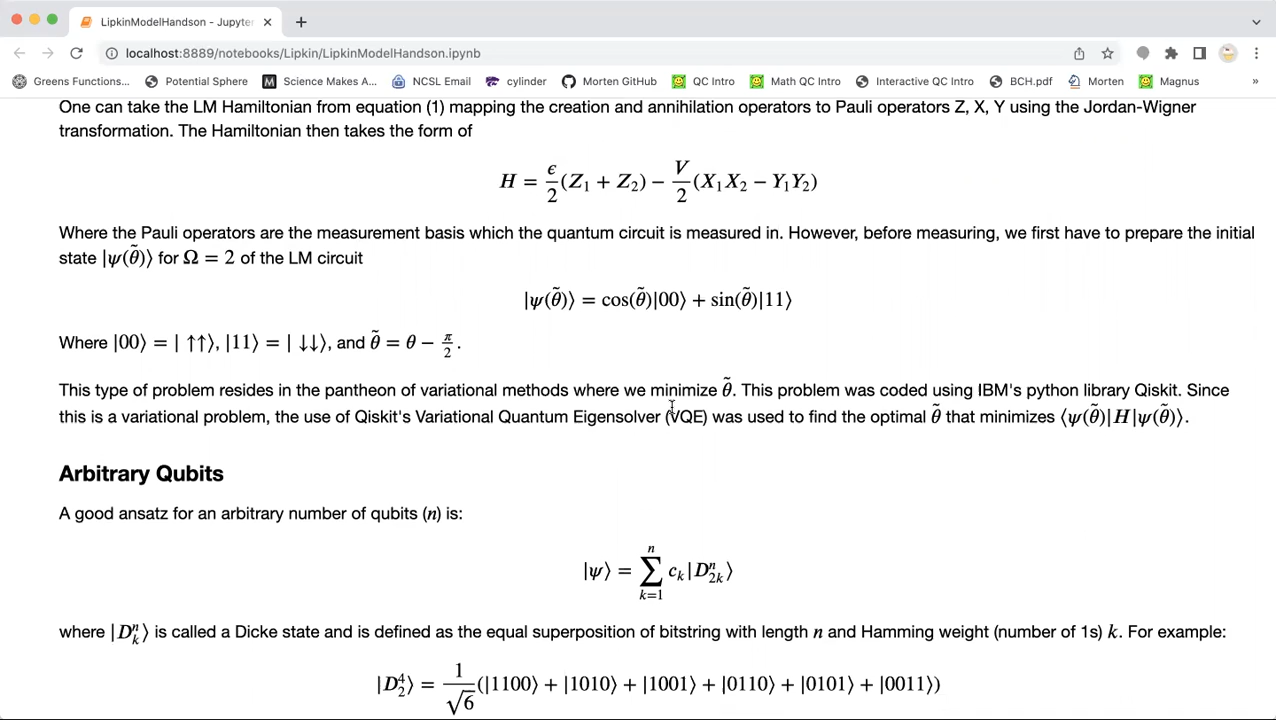 LipkinModelHandson - Jupyte
localhost:8889/notebooks/Lipkin/LipkinModelHandson.ipynb
Greens Functions... Potential Sphere Science Makes A... NCSL Email cylinder Morten GitHub QC Intro Math QC Intro Interactive QC Intro BCH.pdf Morten Magnus »
One can take the LM Hamiltonian from equation (1) mapping the creation and annihilation operators to Pauli operators Z, X, Y using the Jordan-Wigner
transformation. The Hamiltonian then takes the form of
H = ϵ/2 (Z₁ + Z₂) − V/2 (X₁X₂ − Y₁Y₂)
Where the Pauli operators are the measurement basis which the quantum circuit is measured in. However, before measuring, we first have to prepare the initial
state |ψ(θ̃)⟩ for Ω = 2 of the LM circuit
|ψ(θ̃)⟩ = cos(θ̃)|00⟩ + sin(θ̃)|11⟩
Where |00⟩ = | ↑↑⟩, |11⟩ = | ↓↓⟩, and θ̃ = θ − π/2.
This type of problem resides in the pantheon of variational methods where we minimize θ̃. This problem was coded using IBM's python library Qiskit. Since
this is a variational problem, the use of Qiskit's Variational Quantum Eigensolver (VQE) was used to find the optimal θ̃ that minimizes ⟨ψ(θ̃)|H|ψ(θ̃)⟩.
Arbitrary Qubits
A good ansatz for an arbitrary number of qubits (n) is:
|ψ⟩ = ∑_{k=1}^{n} c_k|D^n_{2k}⟩
where |D^n_k⟩ is called a Dicke state and is defined as the equal superposition of bitstring with length n and Hamming weight (number of 1s) k. For example:
|D^4_2⟩ = 1/√6 (|1100⟩ + |1010⟩ + |1001⟩ + |0110⟩ + |0101⟩ + |0011⟩)